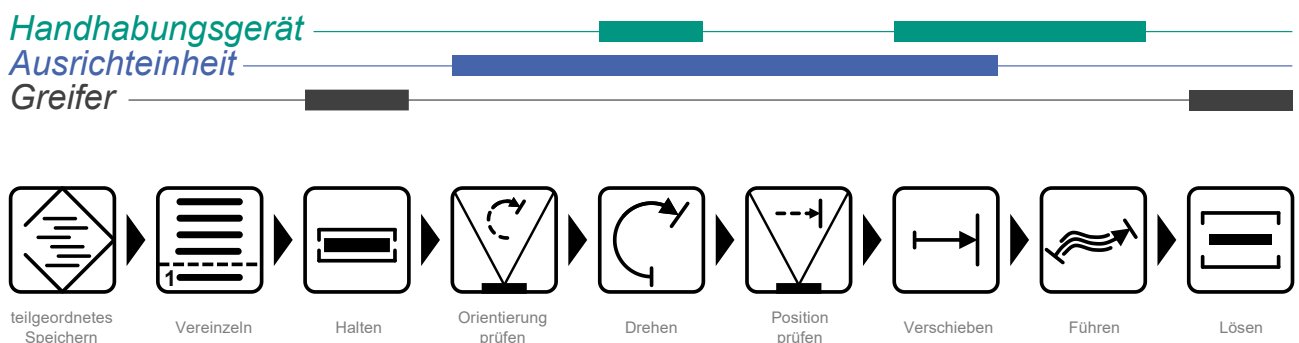 Handhabungsgerät
Ausrichteinheit
Greifer
1
teilgeordnetes
Speichern
Vereinzeln
Halten
Orientierung
prüfen
Drehen
Position
prüfen
Verschieben
Führen
Lösen